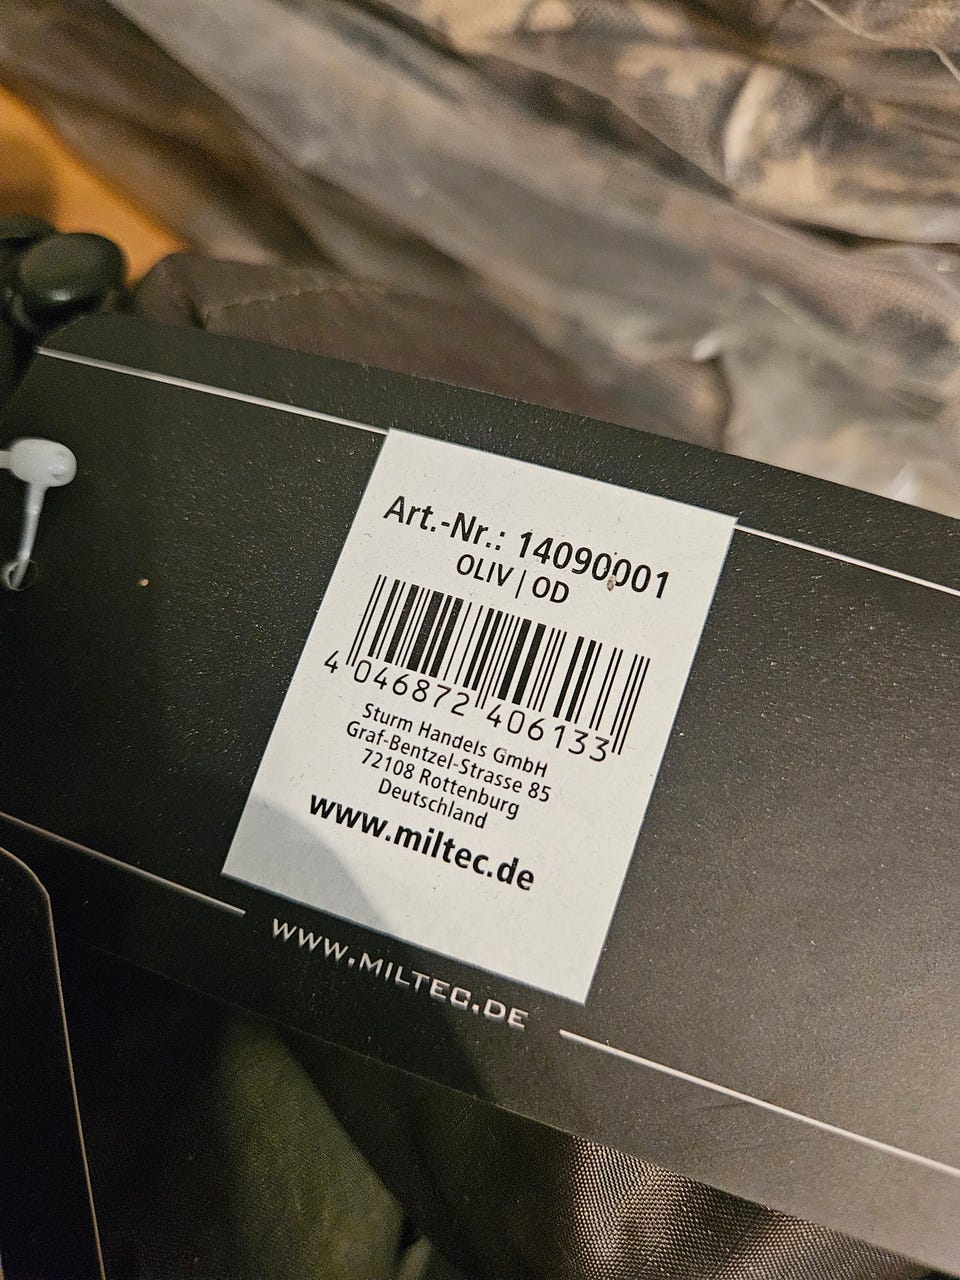 Art.-Nr.: 14090001
OLIV | OD
4 046872 406133
Sturm Handels GmbH
Graf-Bentzel-Strasse 85
72108 Rottenburg
Deutschland
www.miltec.de
WWW.MILTEC.DE